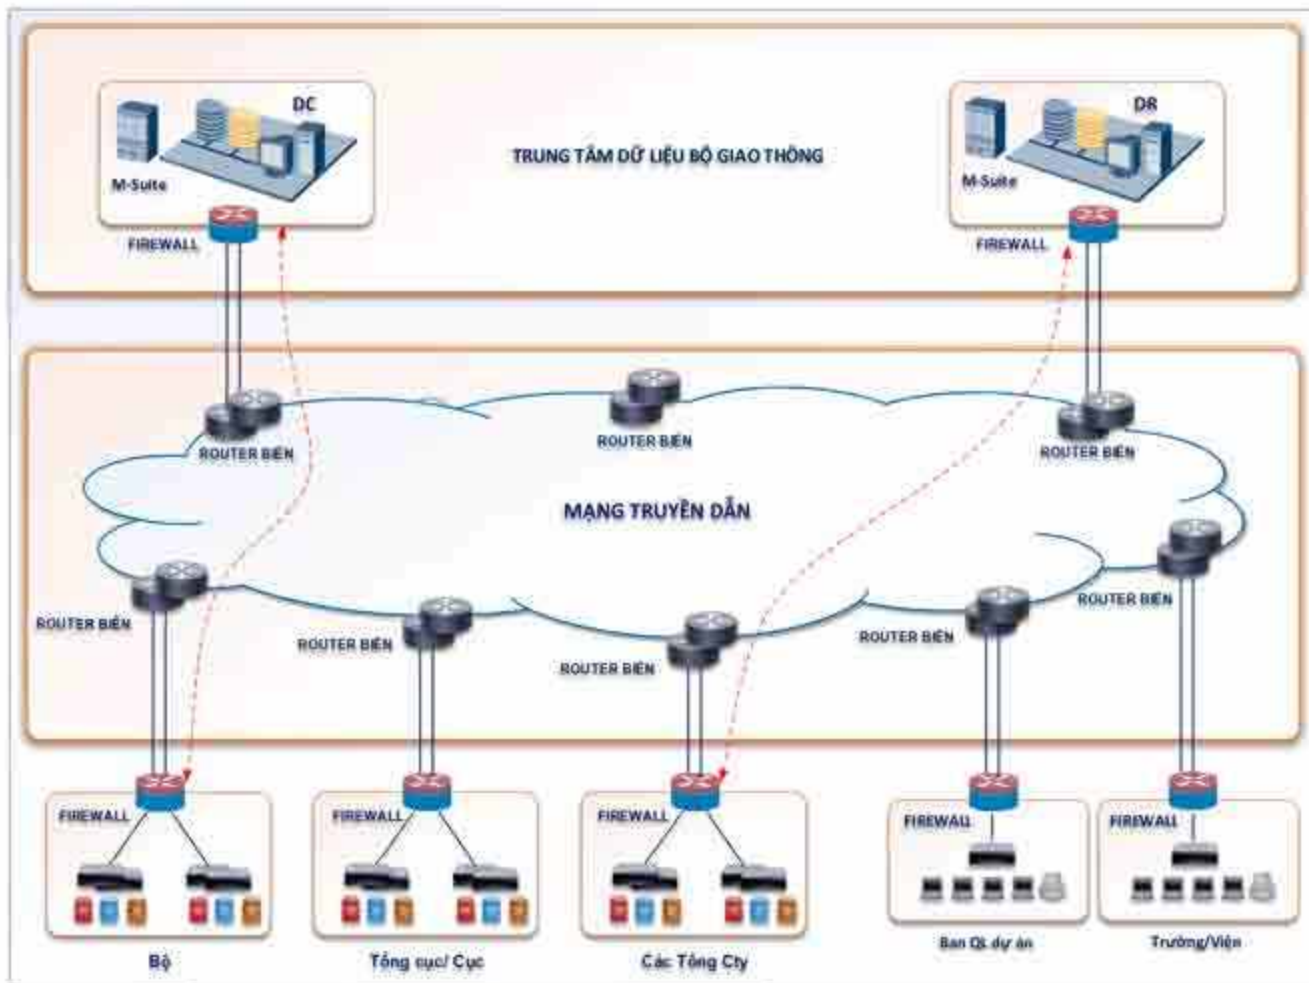 DC
DR
TRUNG TÂM DỮ LIỆU BỘ GIAO THÔNG
M-Suite
M-Suite
FIREWALL
FIREWALL
ROUTER BIÊN
ROUTER BIÊN
ROUTER BIÊN
MẠNG TRUYỀN DẪN
ROUTER BIÊN
ROUTER BIÊN
ROUTER BIÊN
ROUTER BIÊN
ROUTER BIÊN
FIREWALL
FIREWALL
FIREWALL
FIREWALL
FIREWALL
Bộ
Tổng cục/ Cục
Các Tổng Cty
Ban QL dự án
Trường/Viện